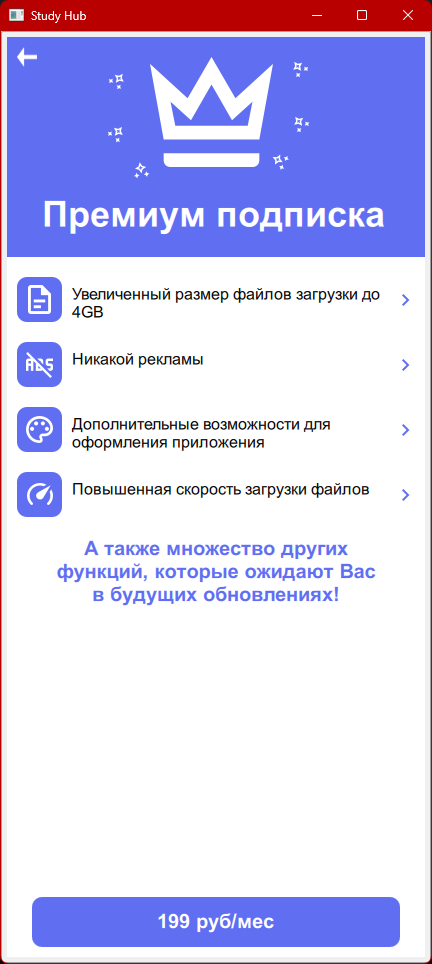 Study Hub
Премиум подписка
Увеличенный размер файлов загрузки до
4GB
ADS
Никакой рекламы
Дополнительные возможности для
оформления приложения
Повышенная скорость загрузки файлов
А также множество других
функций, которые ожидают Вас
в будущих обновлениях!
199 руб/мес